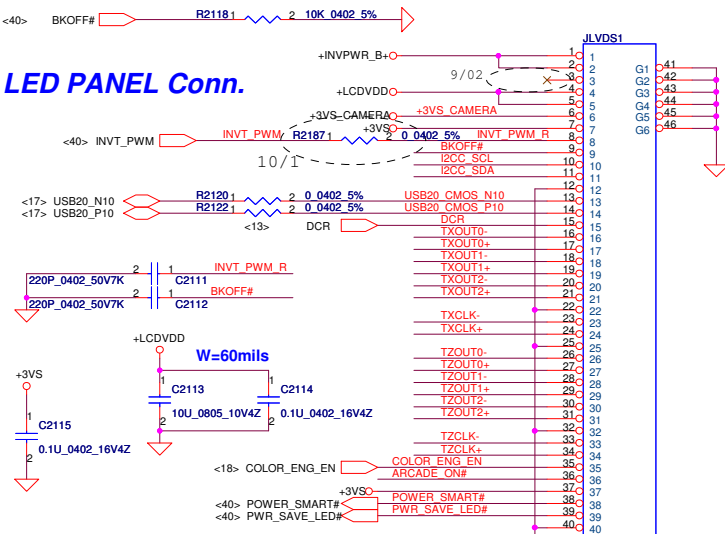 <40> BKOFF# R2118 1 2 10K_0402_5%
JLVDS1
LED PANEL Conn.
+INVPWR_B+
9/02
+LCDVDD
+3VS_CAMERA +3VS_CAMERA
+3VS
<40> INVT_PWM INVT_PWM R2187 1 2 0_0402_5% INVT_PWM_R
10/1
BKOFF#
I2CC_SCL
I2CC_SDA
<17> USB20_N10 R2120 1 2 0_0402_5% USB20_CMOS_N10
<17> USB20_P10 R2122 1 2 0_0402_5% USB20_CMOS_P10
<13> DCR DCR
TXOUT0-
TXOUT0+
TXOUT1-
TXOUT1+
TXOUT2-
TXOUT2+
TXCLK-
TXCLK+
TZOUT0-
TZOUT0+
TZOUT1-
TZOUT1+
TZOUT2-
TZOUT2+
TZCLK-
TZCLK+
<18> COLOR_ENG_EN COLOR_ENG_EN
ARCADE_ON#
+3VS
<40> POWER_SMART# POWER_SMART#
<40> PWR_SAVE_LED# PWR_SAVE_LED#
220P_0402_50V7K 2 1 C2111 INVT_PWM_R
220P_0402_50V7K 2 1 C2112 BKOFF#
+LCDVDD
W=60mils
+3VS
1 C2113 2 10U_0805_10V4Z
1 C2114 2 0.1U_0402_16V4Z
1 C2115 2 0.1U_0402_16V4Z
1 1
2 2
3 3
4 4
5 5
6 6
7 7
8 8
9 9
10 10
11 11
12 12
13 13
14 14
15 15
16 16
17 17
18 18
19 19
20 20
21 21
22 22
23 23
24 24
25 25
26 26
27 27
28 28
29 29
30 30
31 31
32 32
33 33
34 34
35 35
36 36
37 37
38 38
39 39
40 40
G1 41
G2 42
G3 43
G4 44
G5 45
G6 46